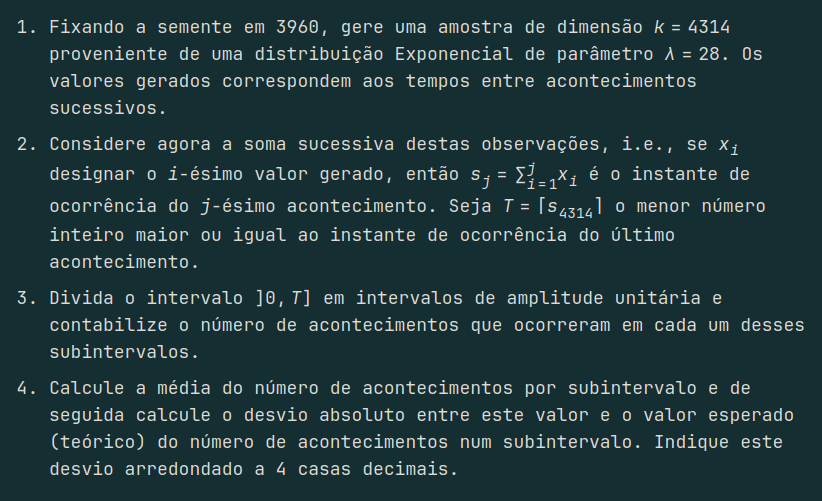 1. Fixando a semente em 3960, gere uma amostra de dimensão k = 4314
proveniente de uma distribuição Exponencial de parâmetro λ = 28. Os
valores gerados correspondem aos tempos entre acontecimentos
sucessivos.
2. Considere agora a soma sucessiva destas observações, i.e., se x_i
designar o i-ésimo valor gerado, então s_j = ∑_{i=1}^{j} x_i é o instante de
ocorrência do j-ésimo acontecimento. Seja T = ⌈s_{4314}⌉ o menor número
inteiro maior ou igual ao instante de ocorrência do último
acontecimento.
3. Divida o intervalo ]0, T] em intervalos de amplitude unitária e
contabilize o número de acontecimentos que ocorreram em cada um desses
subintervalos.
4. Calcule a média do número de acontecimentos por subintervalo e de
seguida calcule o desvio absoluto entre este valor e o valor esperado
(teórico) do número de acontecimentos num subintervalo. Indique este
desvio arredondado a 4 casas decimais.